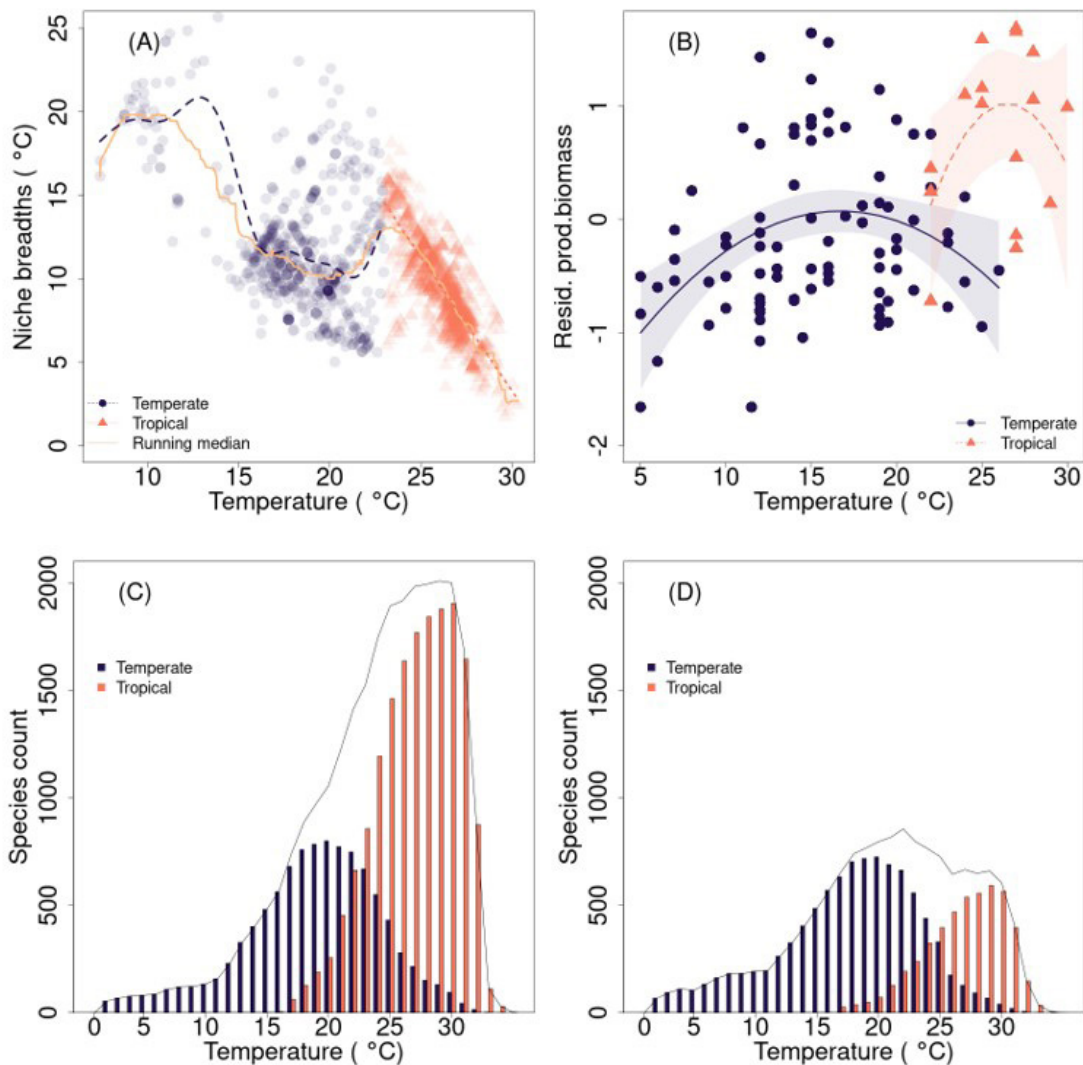 (A)
Niche breadths ( °C)
0 5 10 15 20 25
Temperate
Tropical
Running median
10 15 20 25 30
Temperature ( °C)
(B)
Resid. prod.biomass
-2 -1 0 1
Temperate
Tropical
5 10 15 20 25 30
Temperature ( °C)
(C)
Species count
0 500 1000 1500 2000
Temperate
Tropical
0 5 10 15 20 25 30
Temperature ( °C)
(D)
Species count
0 500 1000 1500 2000
Temperate
Tropical
0 5 10 15 20 25 30
Temperature ( °C)